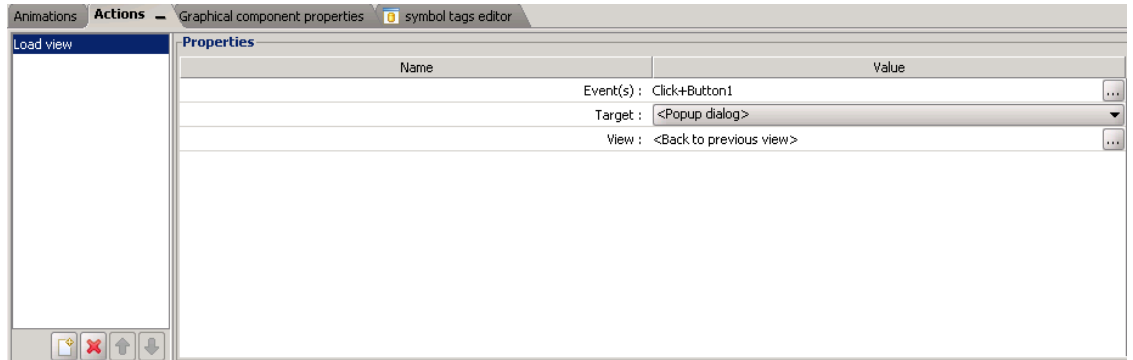 Animations Actions Graphical component properties symbol tags editor
Load view
Properties
Name Value
Event(s) : Click+Button1 ...
Target : <Popup dialog>
View : <Back to previous view> ...